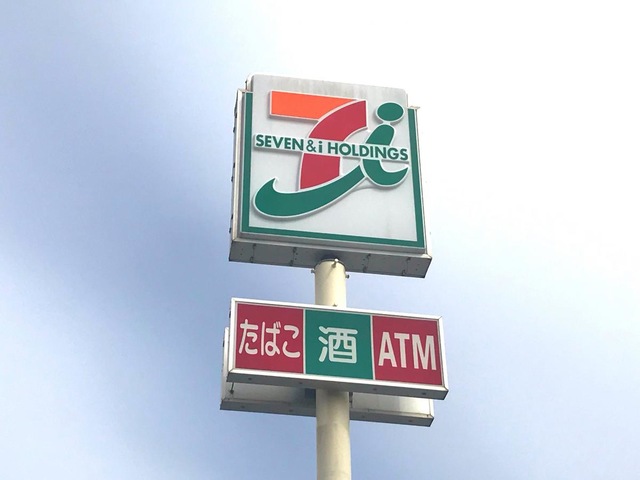 SEVEN & i HOLDINGS
たばこ 酒 ATM